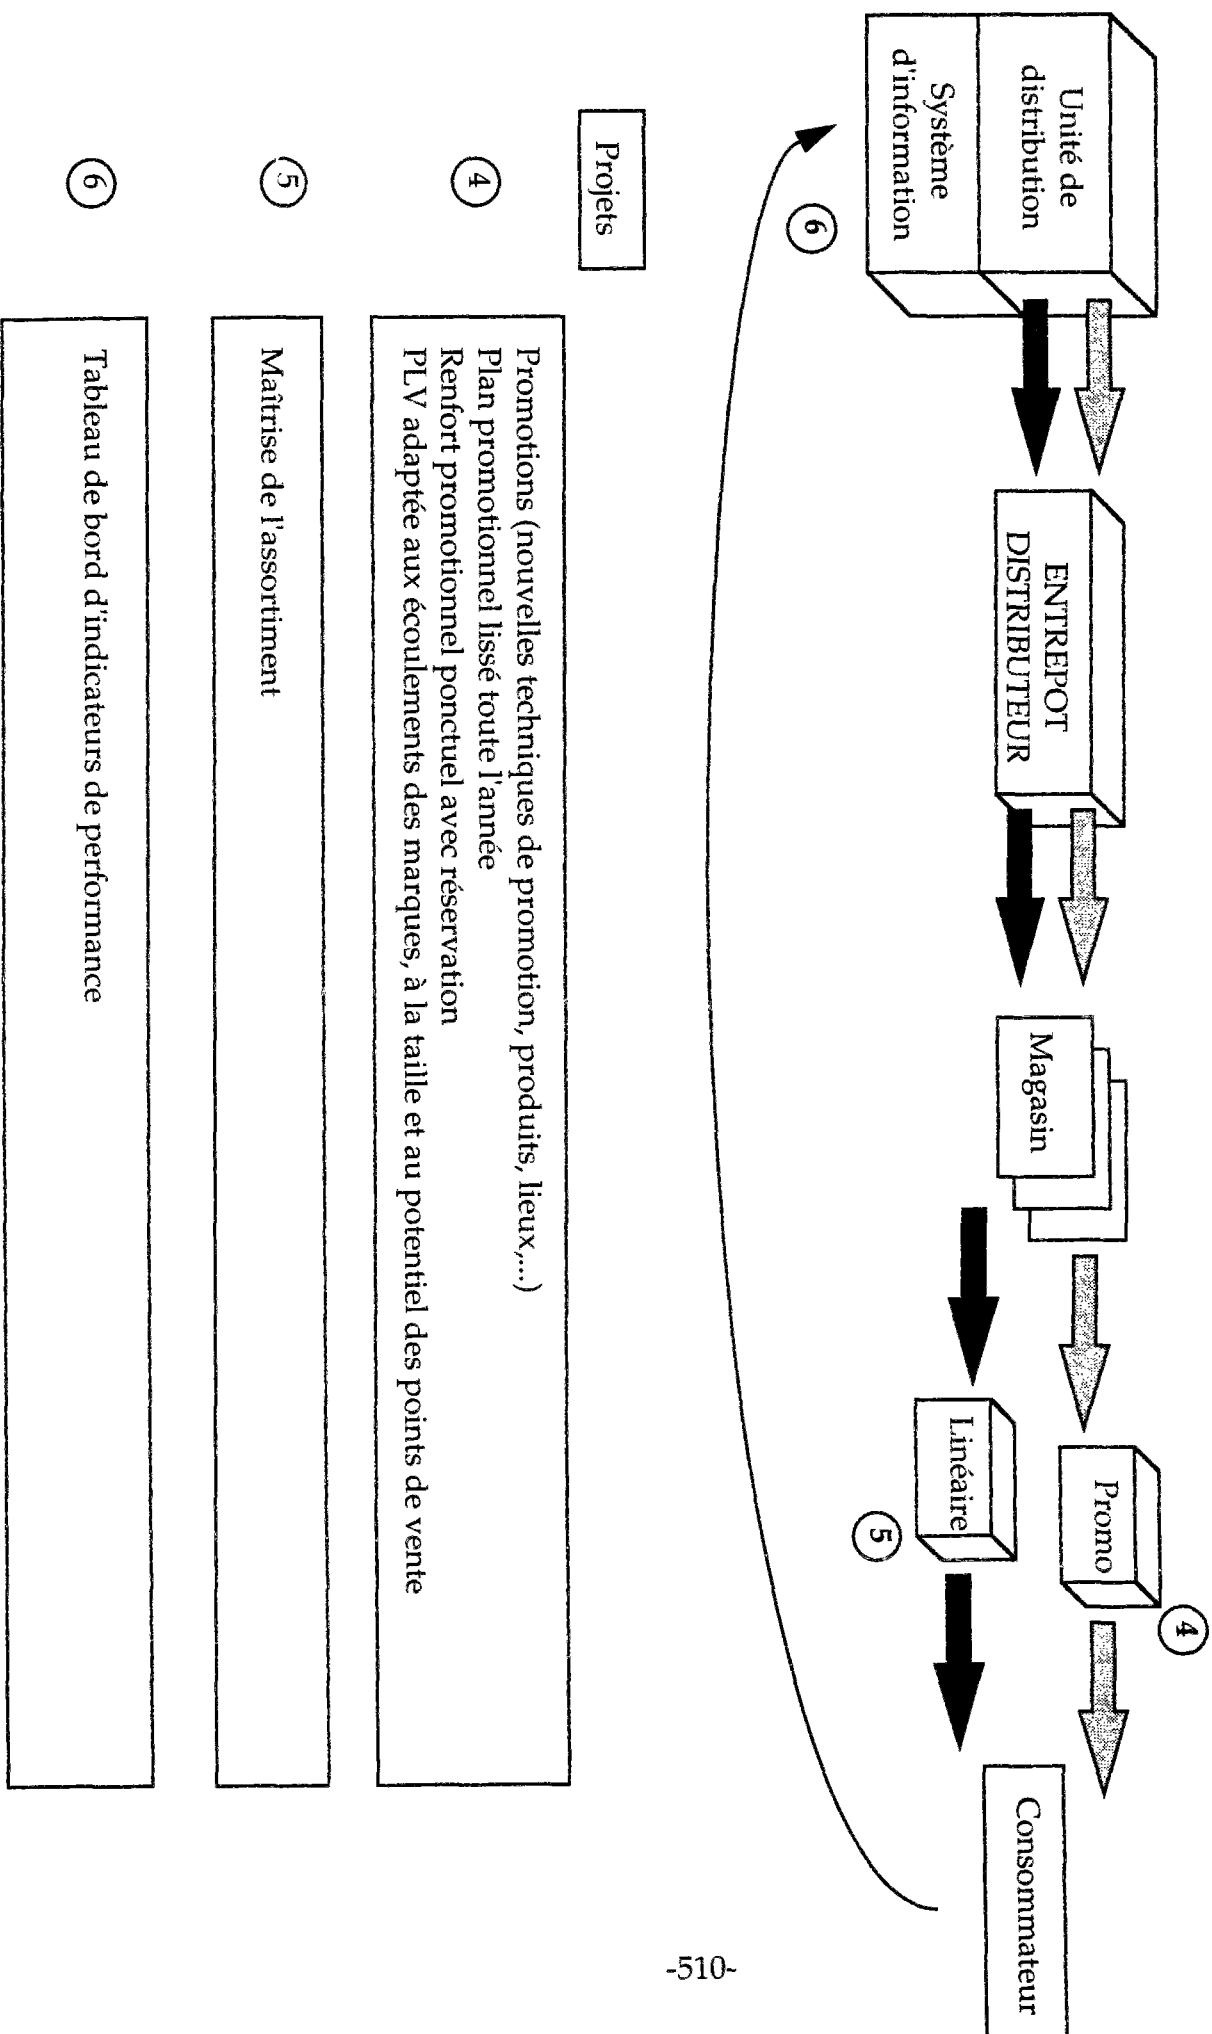 Unité de
distribution
Système
d'information
6
ENTREPOT
DISTRIBUTEUR
Magasin
Promo
4
Linéaire
5
Consommateur
Projets
4
Promotions (nouvelles techniques de promotion, produits, lieux,...)
Plan promotionnel lissé toute l'année
Renfort promotionnel ponctuel avec réservation
PLV adaptée aux écoulements des marques, à la taille et au potentiel des points de vente
5
Maîtrise de l'assortiment
6
Tableau de bord d'indicateurs de performance
-510-